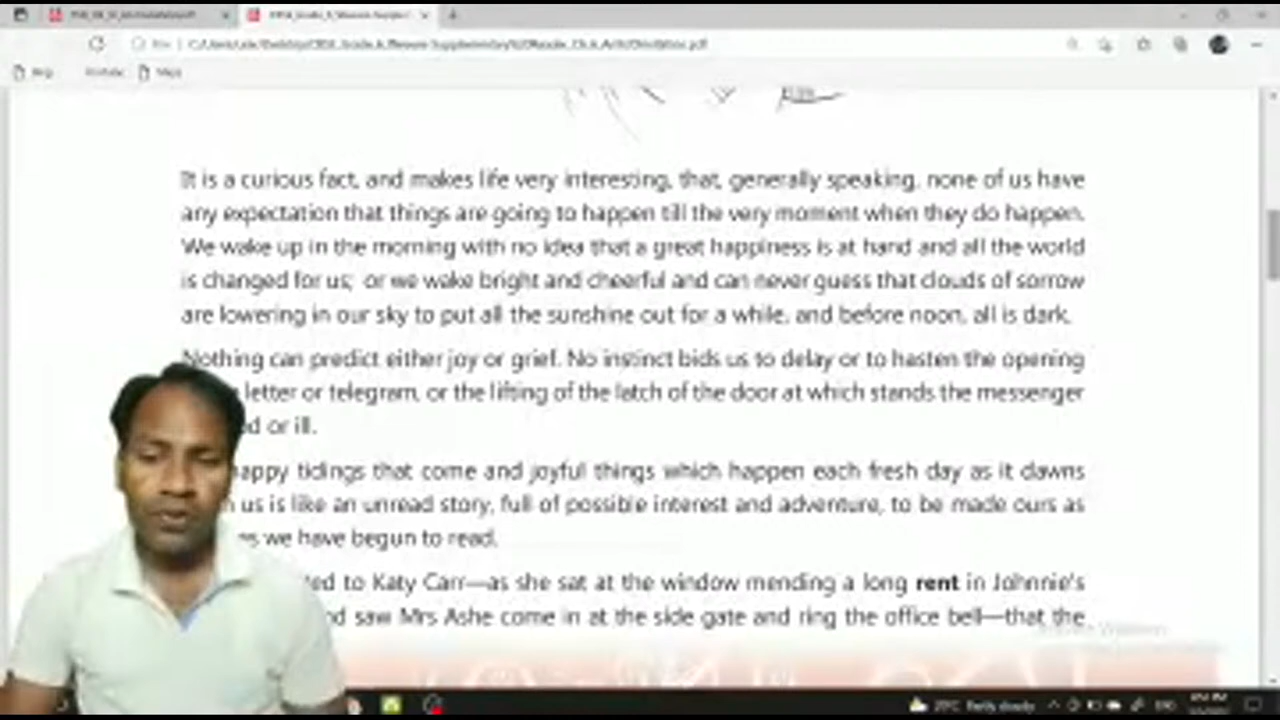 It is a curious fact, and makes life very interesting, that, generally speaking, none of us have
any expectation that things are going to happen till the very moment when they do happen.
We wake up in the morning with no idea that a great happiness is at hand and all the world
is changed for us; or we wake bright and cheerful and can never guess that clouds of sorrow
are lowering in our sky to put all the sunshine out for a while, and before noon, all is dark.
Nothing can predict either joy or grief. No instinct bids us to delay or to hasten the opening
letter or telegram, or the lifting of the latch of the door at which stands the messenger
or ill.
happy tidings that come and joyful things which happen each fresh day as it dawns
us is like an unread story, full of possible interest and adventure, to be made ours as
we have begun to read.
to Katy Carr—as she sat at the window mending a long rent in Johnnie's
saw Mrs Ashe come in at the side gate and ring the office bell—that the